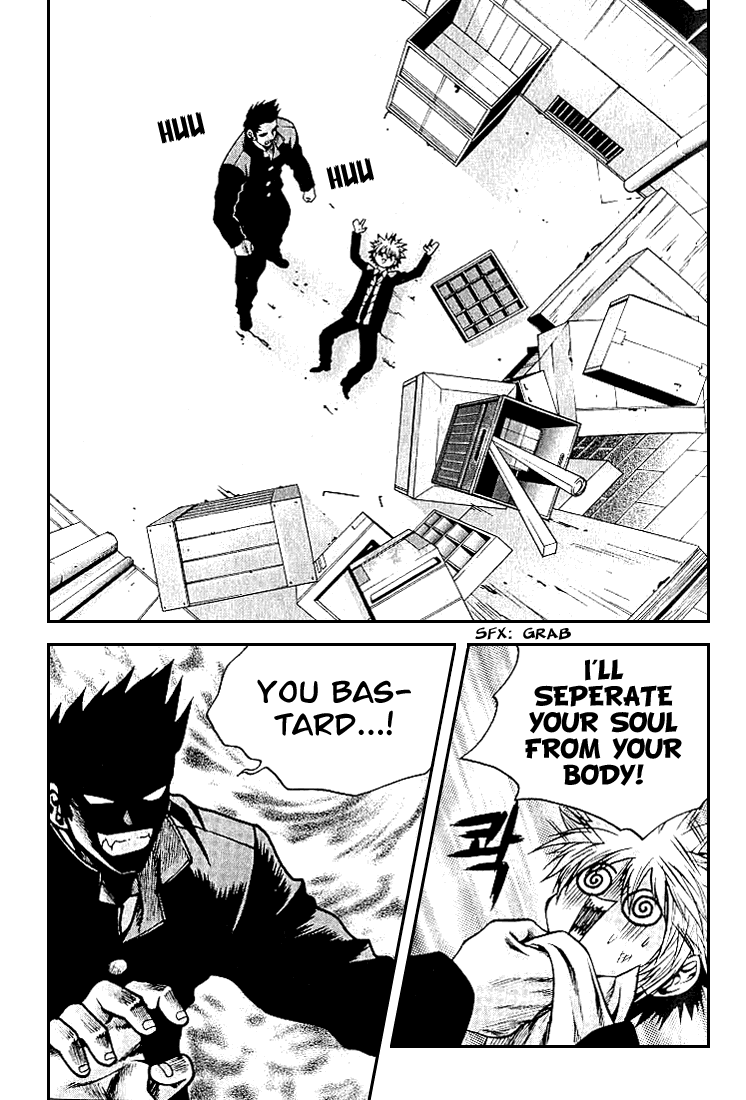 HUU
HUU
SFX: GRAB
YOU BAS-
TARD...!
I'LL
SEPERATE
YOUR SOUL
FROM YOUR
BODY!
콱